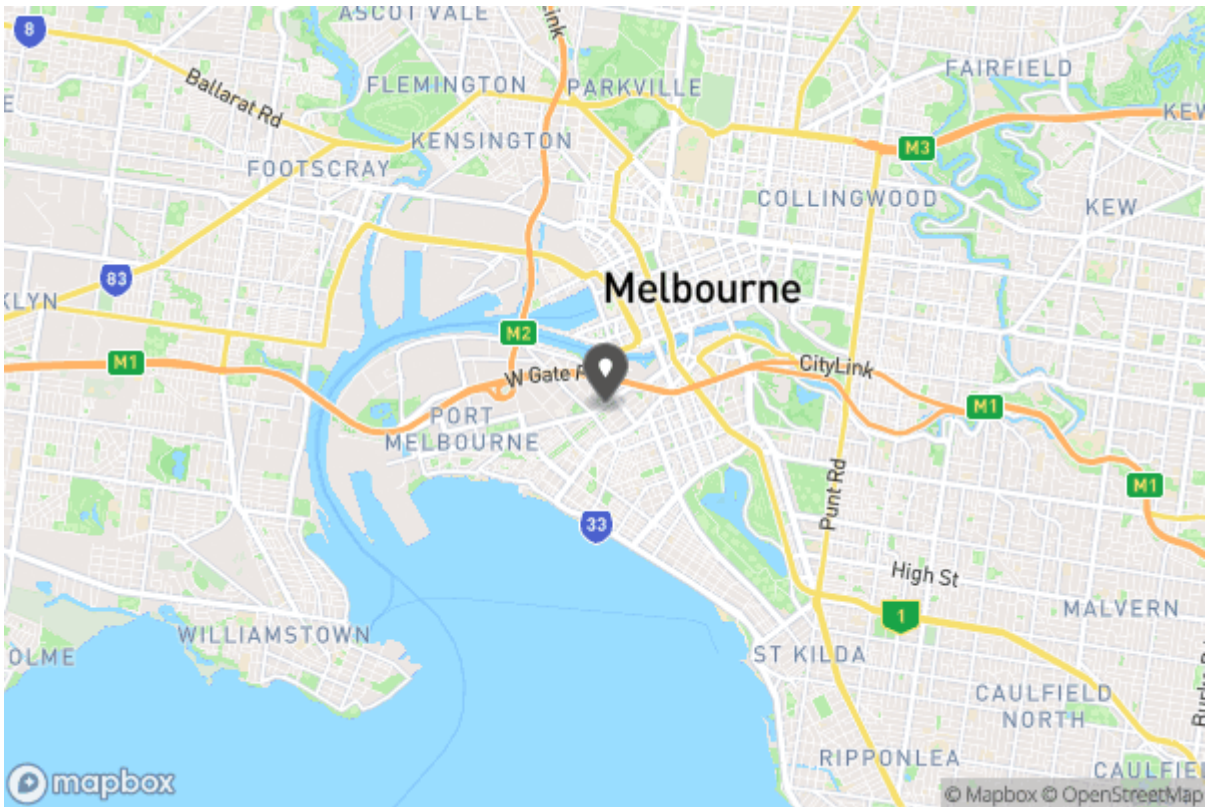 ASCOT VALE
Link
8
FLEMINGTON
PARKVILLE
FAIRFIELD
Ballarat Rd
KENSINGTON
M3
KEW
FOOTSCRAY
COLLINGWOOD
KEW
83
Melbourne
KLYN
M2
M1
W Gate F
CityLink
M1
PORT
MELBOURNE
M1
Punt Rd
33
High St
1
MALVERN
WILLIAMSTOWN
OLME
ST KILDA
CAULFIELD
NORTH
RIPPONLEA
CAULFIEL
mapbox
© Mapbox © OpenStreetMap